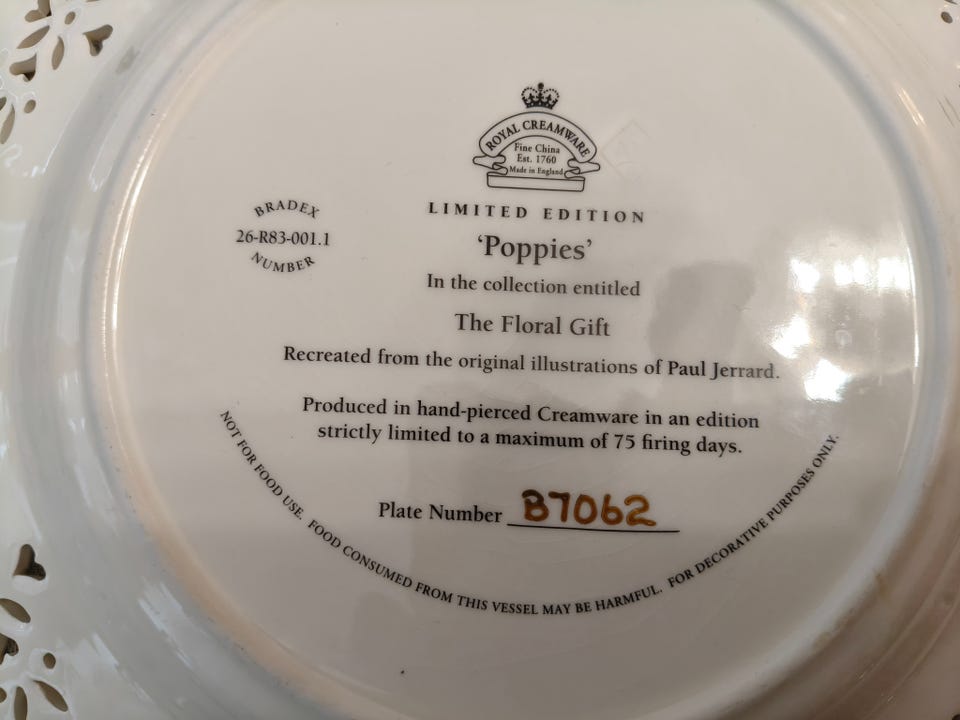 ROYAL CREAMWARE
Fine China
Est. 1760
Made in England
LIMITED EDITION
BRADEX
26-R83-001.1
NUMBER
‘Poppies’
In the collection entitled
The Floral Gift
Recreated from the original illustrations of Paul Jerrard.
Produced in hand-pierced Creamware in an edition
strictly limited to a maximum of 75 firing days.
Plate Number B7062
NOT FOR FOOD USE. FOOD CONSUMED FROM THIS VESSEL MAY BE HARMFUL. FOR DECORATIVE PURPOSES ONLY.